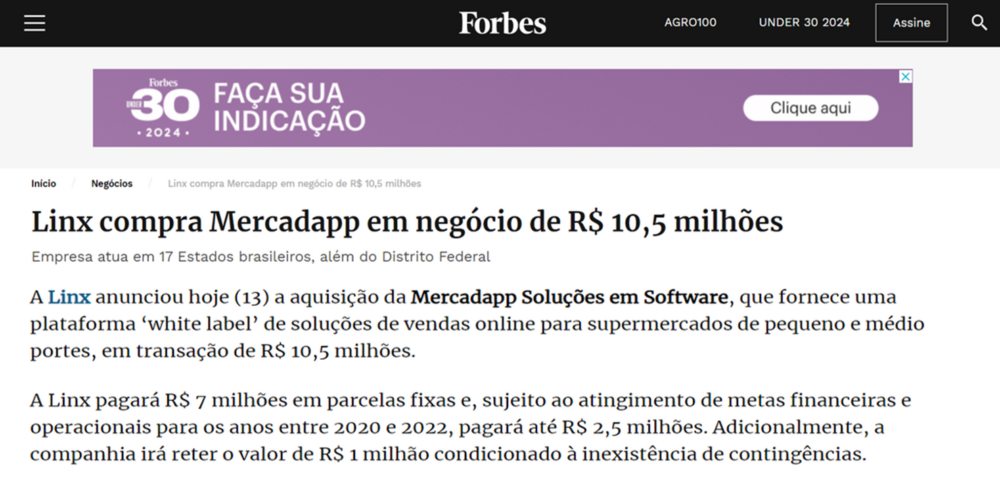 Forbes
AGRO100
UNDER 30 2024
Assine
Forbes
UNDER
30
• 2024 •
FAÇA SUA
INDICAÇÃO
Clique aqui
Início / Negócios / Linx compra Mercadapp em negócio de R$ 10,5 milhões
Linx compra Mercadapp em negócio de R$ 10,5 milhões
Empresa atua em 17 Estados brasileiros, além do Distrito Federal
A Linx anunciou hoje (13) a aquisição da Mercadapp Soluções em Software, que fornece uma
plataforma ‘white label’ de soluções de vendas online para supermercados de pequeno e médio
portes, em transação de R$ 10,5 milhões.
A Linx pagará R$ 7 milhões em parcelas fixas e, sujeito ao atingimento de metas financeiras e
operacionais para os anos entre 2020 e 2022, pagará até R$ 2,5 milhões. Adicionalmente, a
companhia irá reter o valor de R$ 1 milhão condicionado à inexistência de contingências.